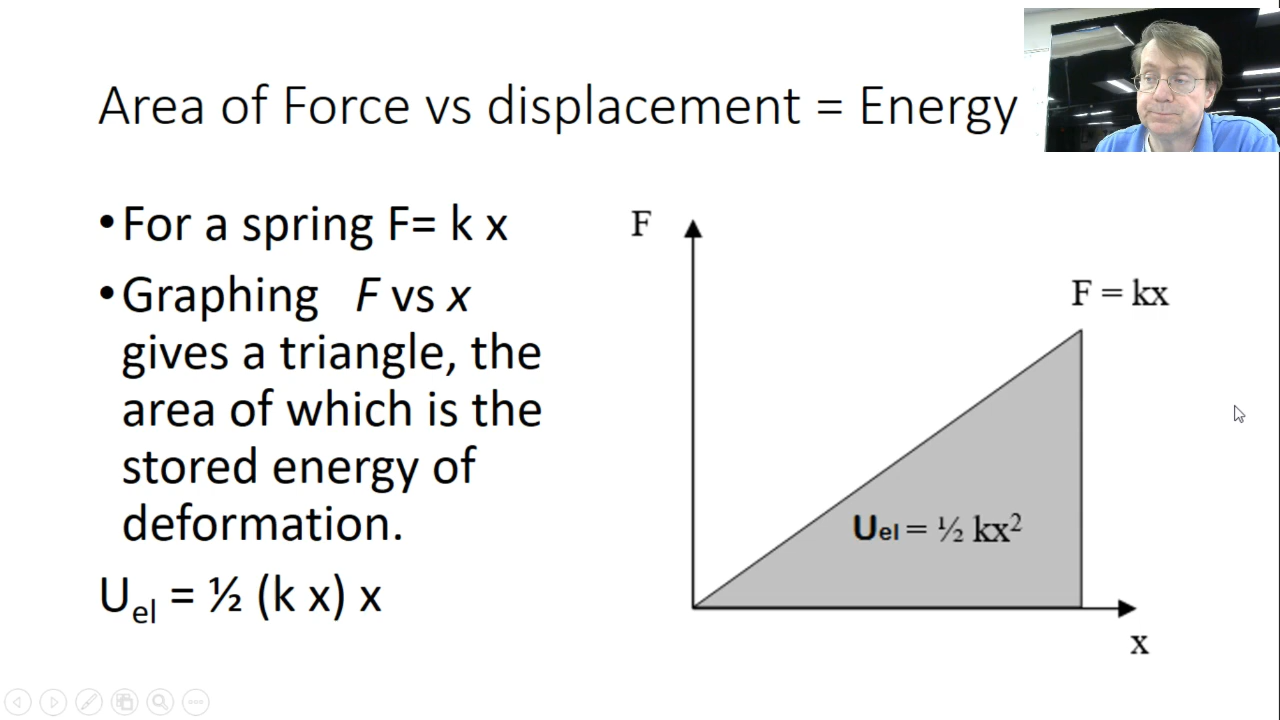 Area of Force vs displacement = Energy
•For a spring F= k x
•Graphing F vs x
gives a triangle, the
area of which is the
stored energy of
deformation.
Uel = ½ (k x) x
F
F = kx
Uel = ½ kx²
x